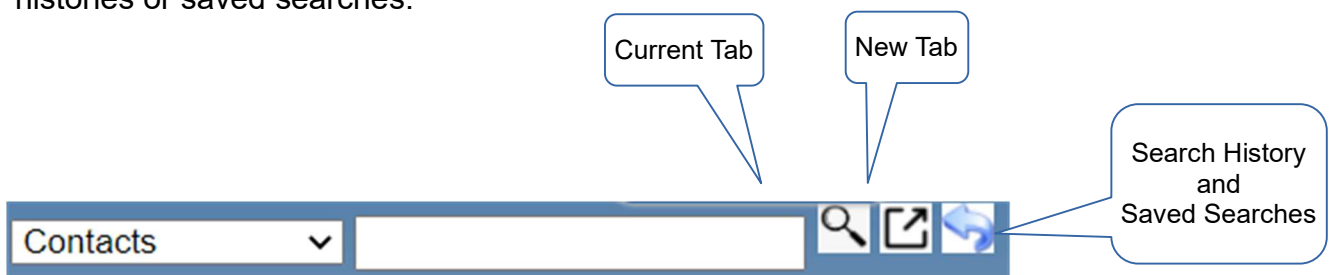 histories or saved searches.
Current Tab
New Tab
Search History
and
Saved Searches
Contacts